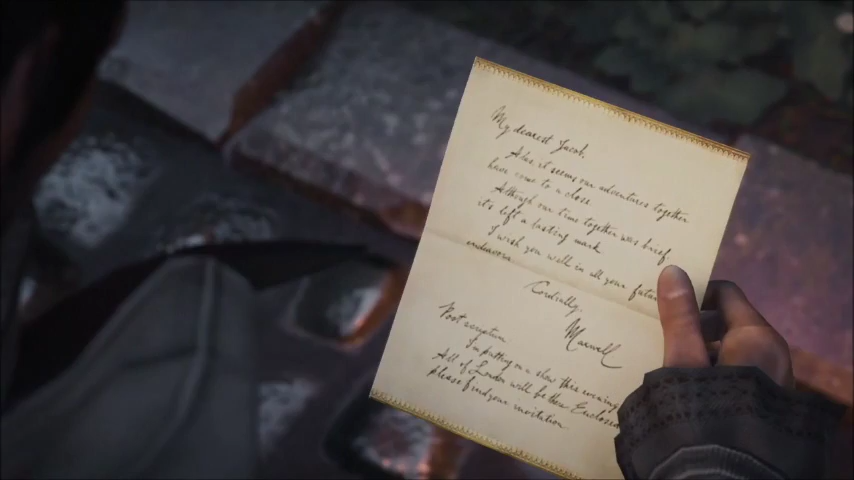 My dearest Jacob,
Alas it seems our adventures together
have come to a close.
Although our time together was brief,
its left a lasting mark
I wish you well in all your future
endeavors.
Cordially,
Maxwell
Post scriptum
I'm putting on a show this evening
All of London will be there Enclosed
please find your invitation